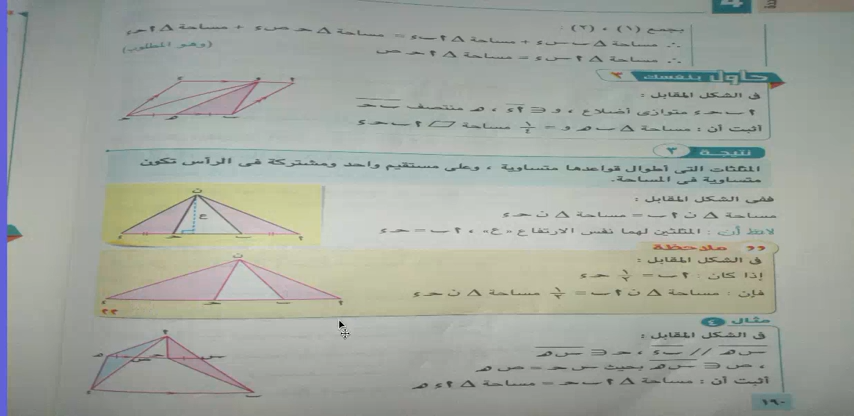 بجمع (١) ، (٢) :
∴ مساحة △ ب س ء + مساحة △ ٢ ب ء = مساحة △ ح ص ء + مساحة △ ٢ ح ء
∴ مساحة △ ٢ ب س = مساحة △ ٢ ح ص (وهو المطلوب)
حاول بنفسك ٣
فى الشكل المقابل :
٢ ب ح ء متوازى أضلاع ، و ∈ ٢ء ، هـ منتصف ب ح
أثبت أن : مساحة △ ب هـ و = ١/٤ مساحة ▱ ٢ ب ح ء
نتيجة ٣
المثلثات التى أطوال قواعدها متساوية ، وعلى مستقيم واحد ومشتركة فى الرأس تكون
متساوية فى المساحة.
ففى الشكل المقابل :
مساحة △ ن ٢ ب = مساحة △ ن ح ء
لاحظ أن : المثلثين لهما نفس الارتفاع «ع» ، ٢ ب = ح ء
ملاحظة
فى الشكل المقابل :
إذا كان : ٢ ب = ١/٢ ح ء
فإن : مساحة △ ن ٢ ب = ١/٢ مساحة △ ن ح ء
مثال ٤
فى الشكل المقابل :
س هـ // ب ء ، ح ∈ س هـ
، ص ∈ س هـ بحيث س ح = ص هـ
أثبت أن : مساحة △ ٢ ب ح = مساحة △ ٢ ء هـ
١٩٠